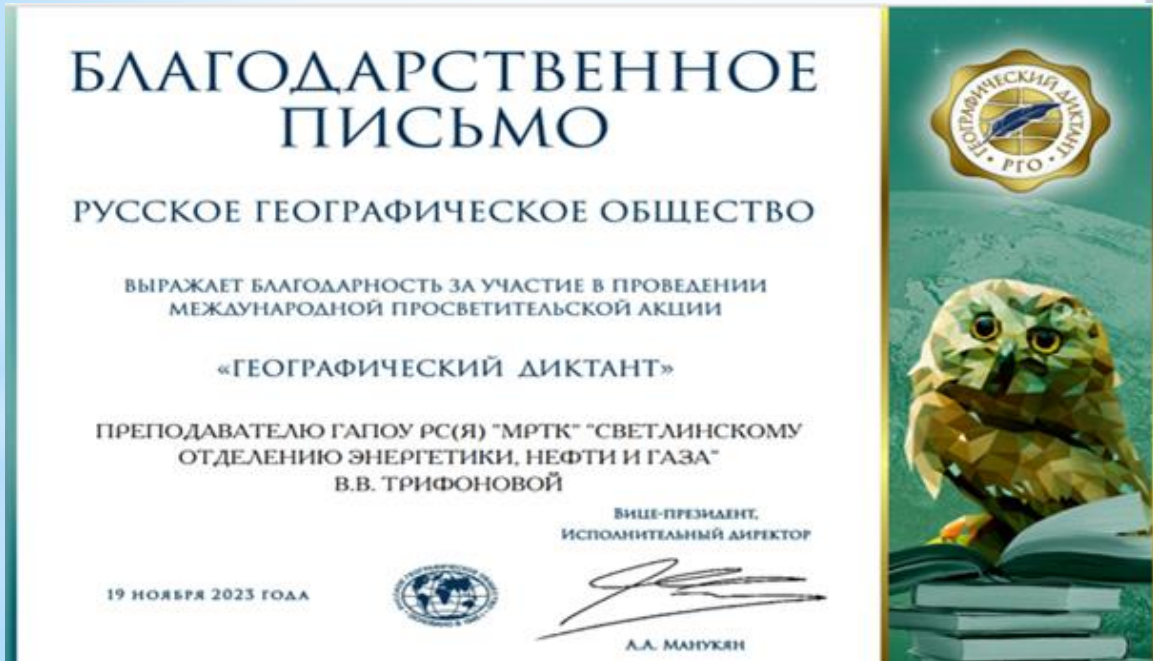 БЛАГОДАРСТВЕННОЕ
ПИСЬМО
РУССКОЕ ГЕОГРАФИЧЕСКОЕ ОБЩЕСТВО
ВЫРАЖАЕТ БЛАГОДАРНОСТЬ ЗА УЧАСТИЕ В ПРОВЕДЕНИИ
МЕЖДУНАРОДНОЙ ПРОСВЕТИТЕЛЬСКОЙ АКЦИИ
«ГЕОГРАФИЧЕСКИЙ ДИКТАНТ»
ПРЕПОДАВАТЕЛЮ ГАПОУ РС(Я) "МРТК" "СВЕТЛИНСКОМУ
ОТДЕЛЕНИЮ ЭНЕРГЕТИКИ, НЕФТИ И ГАЗА"
В.В. ТРИФОНОВОЙ
ВИЦЕ-ПРЕЗИДЕНТ,
ИСПОЛНИТЕЛЬНЫЙ ДИРЕКТОР
19 НОЯБРЯ 2023 ГОДА
А.А. МАНУКЯН
ГЕОГРАФИЧЕСКИЙ ДИКТАНТ
• РГО •